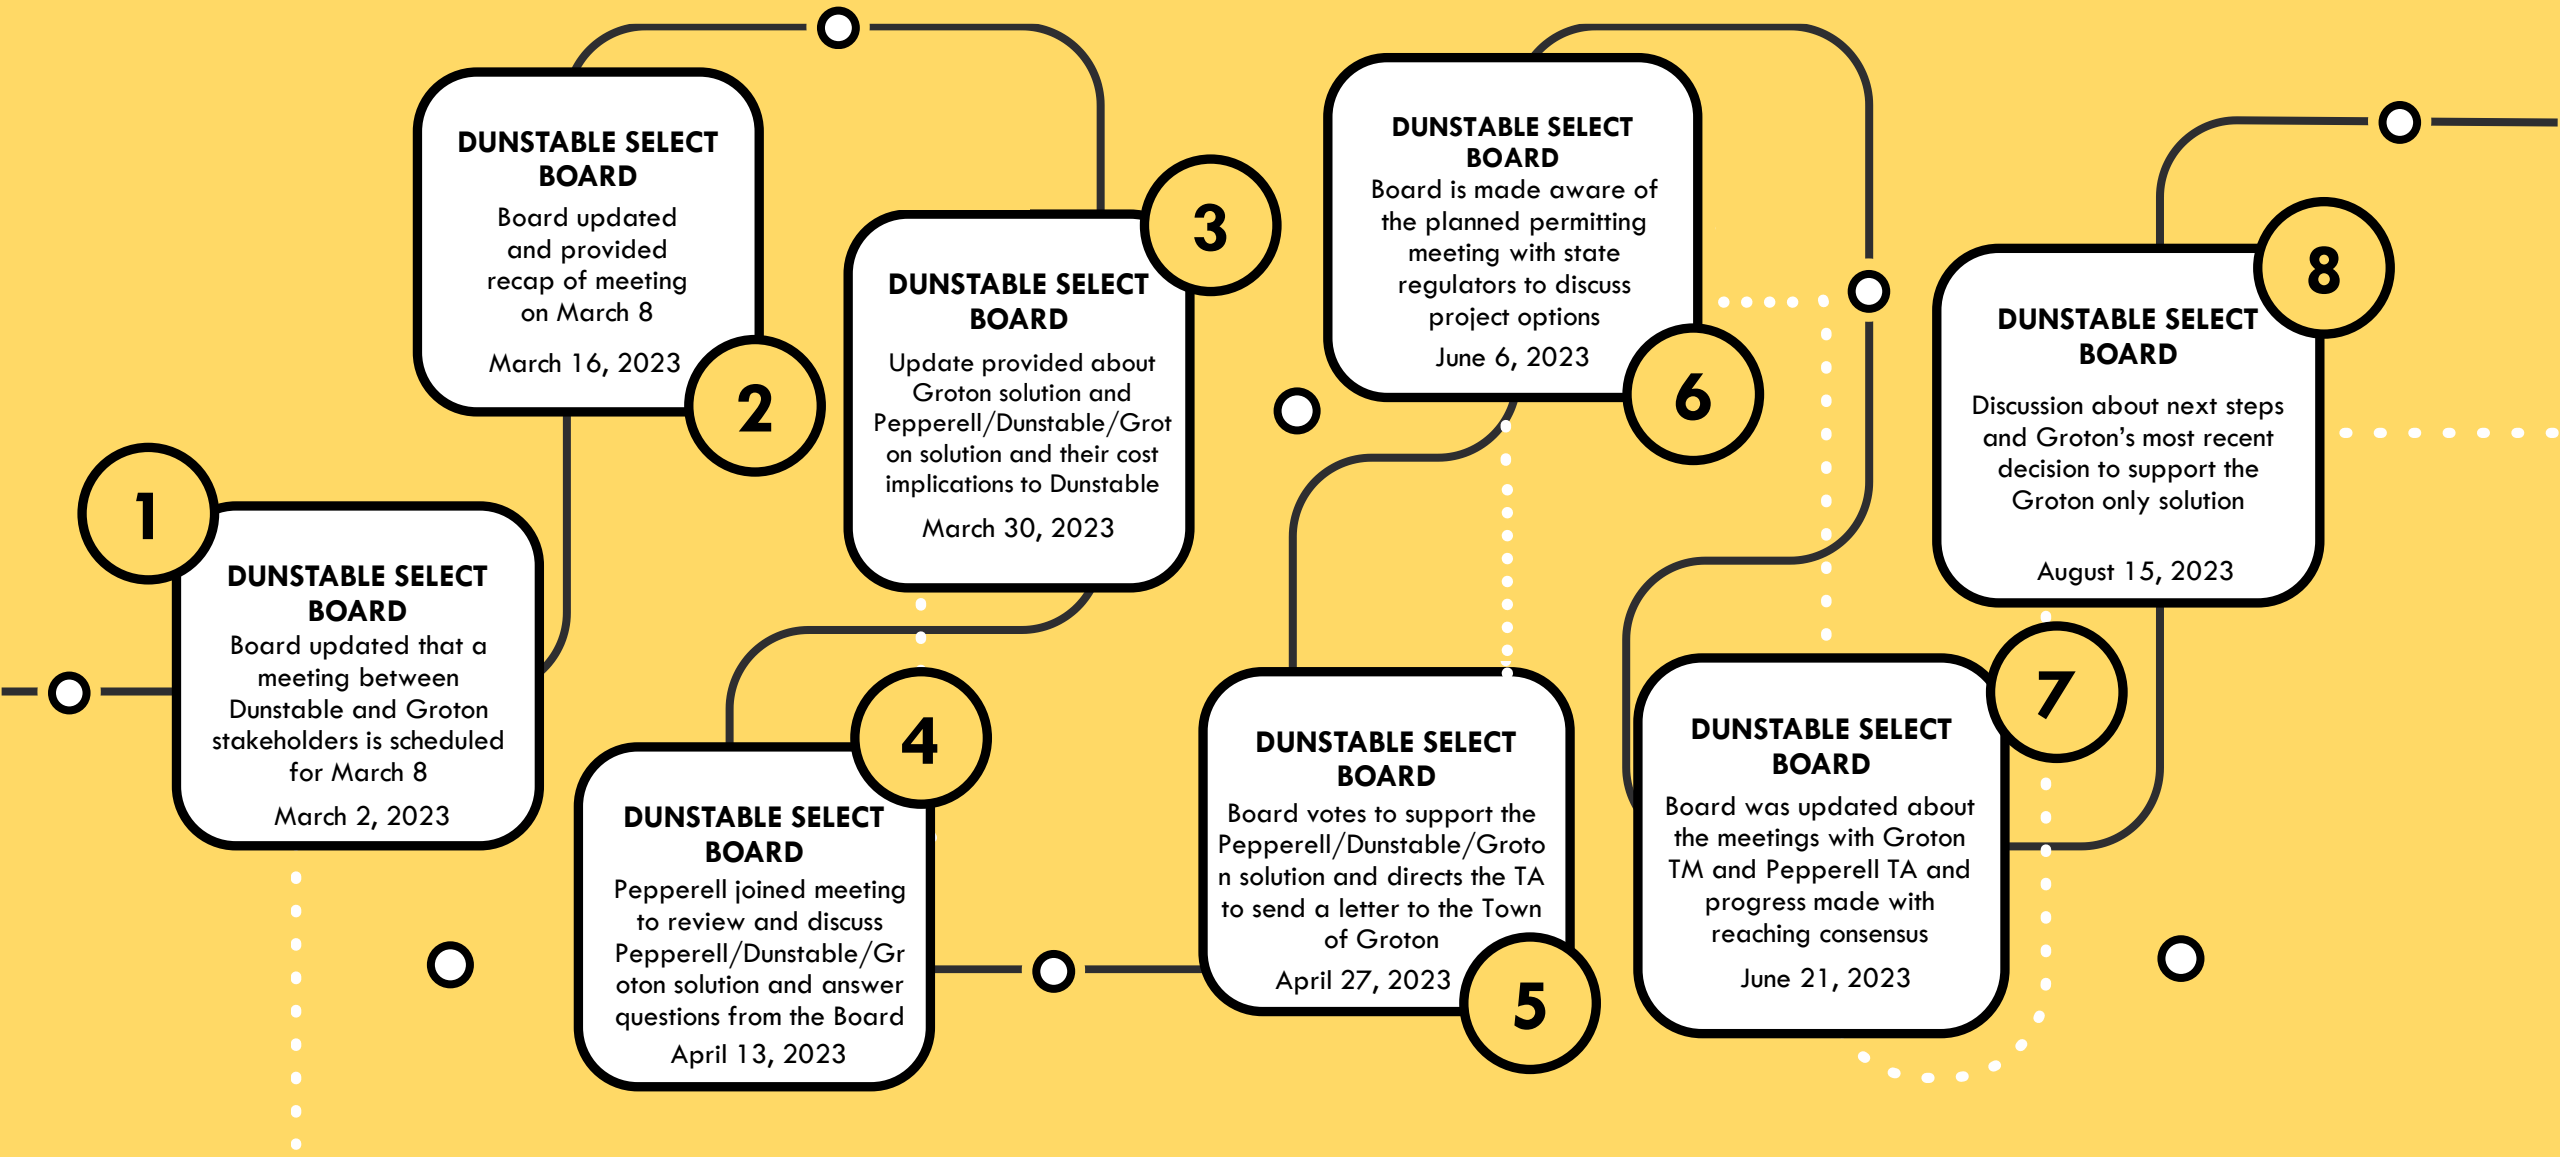 1
DUNSTABLE SELECT
BOARD
Board updated that a
meeting between
Dunstable and Groton
stakeholders is scheduled
for March 8
March 2, 2023
DUNSTABLE SELECT
BOARD
Board updated
and provided
recap of meeting
on March 8
March 16, 2023
2
3
DUNSTABLE SELECT
BOARD
Update provided about
Groton solution and
Pepperell/Dunstable/Grot
on solution and their cost
implications to Dunstable
March 30, 2023
4
DUNSTABLE SELECT
BOARD
Pepperell joined meeting
to review and discuss
Pepperell/Dunstable/Gr
oton solution and answer
questions from the Board
April 13, 2023
DUNSTABLE SELECT
BOARD
Board votes to support the
Pepperell/Dunstable/Groto
n solution and directs the TA
to send a letter to the Town
of Groton
April 27, 2023
5
DUNSTABLE SELECT
BOARD
Board is made aware of
the planned permitting
meeting with state
regulators to discuss
project options
June 6, 2023
6
7
DUNSTABLE SELECT
BOARD
Board was updated about
the meetings with Groton
TM and Pepperell TA and
progress made with
reaching consensus
June 21, 2023
8
DUNSTABLE SELECT
BOARD
Discussion about next steps
and Groton’s most recent
decision to support the
Groton only solution
August 15, 2023